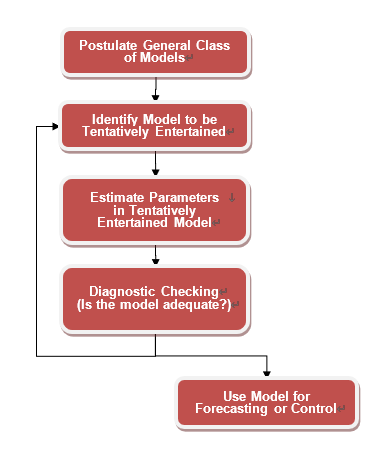 Postulate General Class
of Models
Identify Model to be
Tentatively Entertained
Estimate Parameters
in Tentatively
Entertained Model
Diagnostic Checking
(Is the model adequate?)
Use Model for
Forecasting or Control